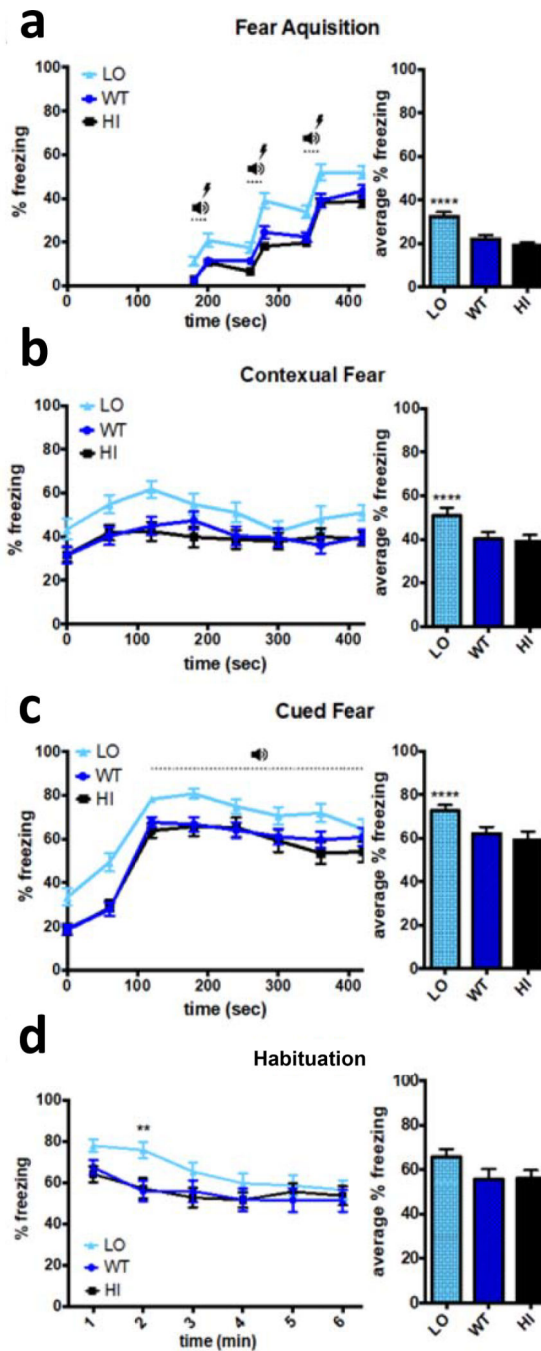 a
Fear Aquisition
100
80
60
40
20
0
% freezing
LO
WT
HI
0 100 200 300 400
time (sec)
100
80
60
40
20
0
average % freezing
****
LO WT HI
b
Contexual Fear
100
80
60
40
20
0
% freezing
LO
WT
HI
0 100 200 300 400
time (sec)
100
80
60
40
20
0
average % freezing
****
LO WT HI
c
Cued Fear
100
80
60
40
20
0
% freezing
LO
WT
HI
0 100 200 300 400
time (sec)
100
80
60
40
20
0
average % freezing
****
LO WT HI
d
Habituation
100
80
60
40
20
0
% freezing
**
LO
WT
HI
1 2 3 4 5 6
time (min)
100
80
60
40
20
0
average % freezing
LO WT HI